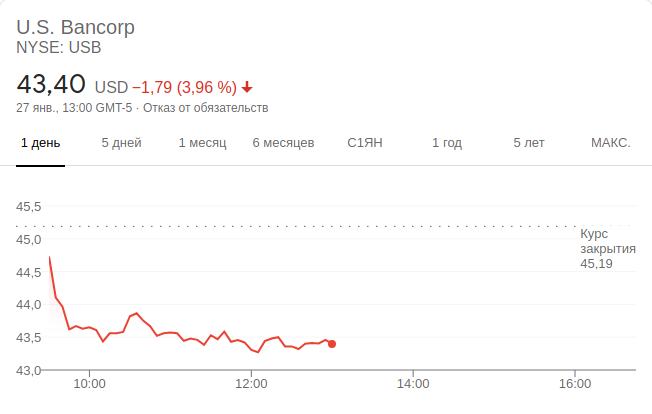 U.S. Bancorp
NYSE: USB
43,40 USD −1,79 (3,96 %)
27 янв., 13:00 GMT-5 · Отказ от обязательств
1 день 5 дней 1 месяц 6 месяцев С1ЯН 1 год 5 лет МАКС.
45,5
Курс
45,0
закрытия
45,19
44,5
44,0
43,5
43,0
10:00 12:00 14:00 16:00